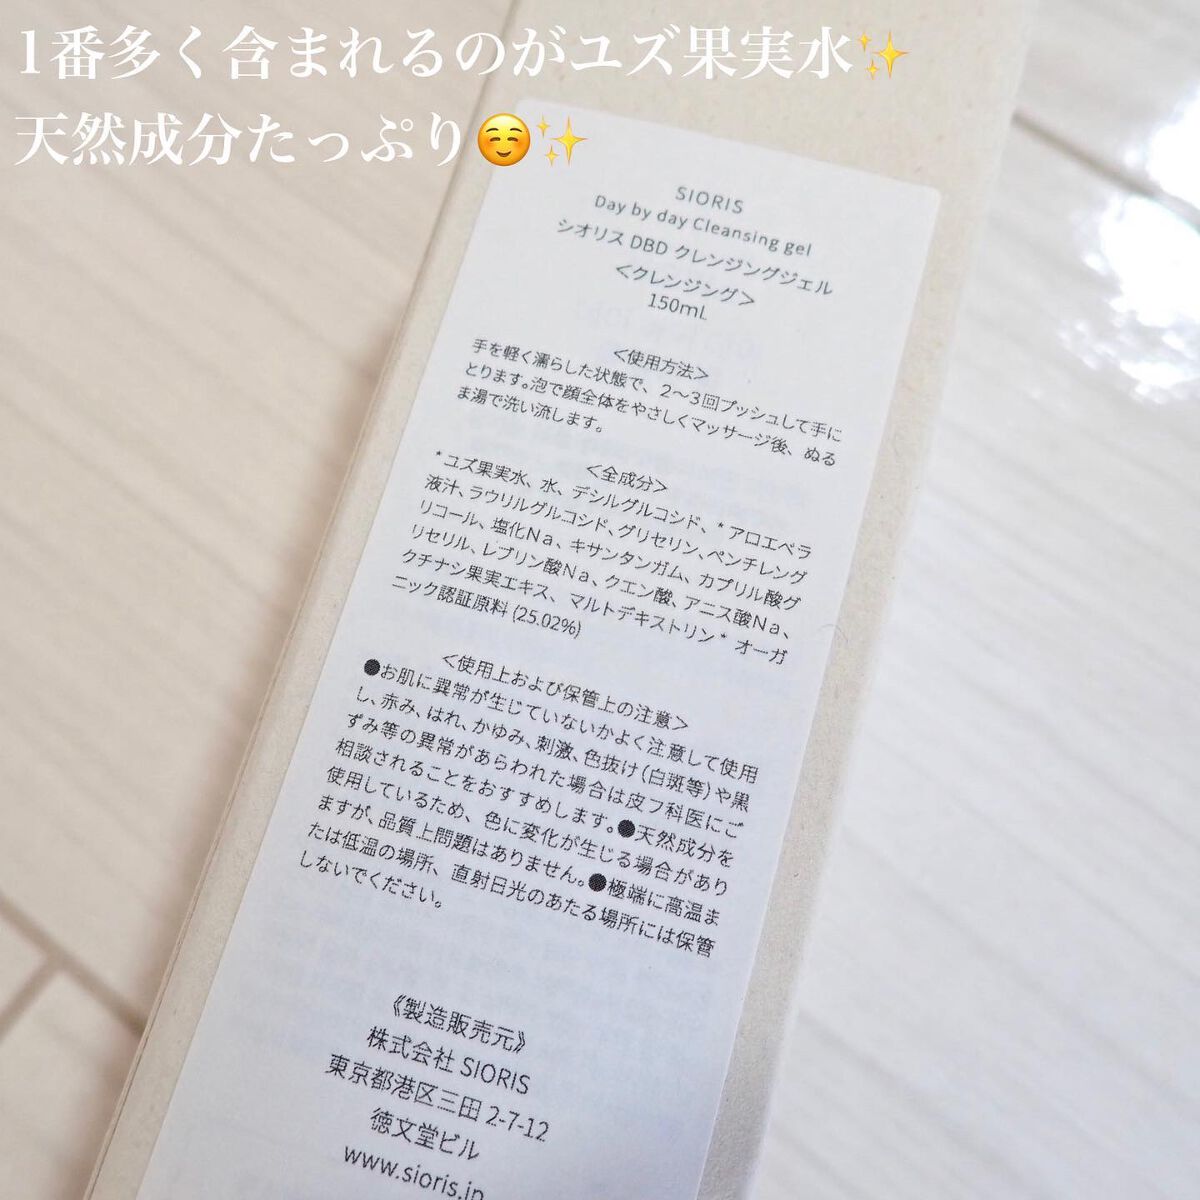 1番多く含まれるのがユズ果実水✨
天然成分たっぷり☺️✨
SIORIS
Day by day Cleansing gel
シオリス DBD クレンジングジェル
＜クレンジング＞
150mL
＜使用方法＞
手を軽く濡らした状態で、2〜3回プッシュして手に
とります。泡で顔全体をやさしくマッサージ後、ぬる
ま湯で洗い流します。
＜全成分＞
*ユズ果実水、水、デシルグルコシド、*アロエベラ
液汁、ラウリルグルコシド、グリセリン、ペンチレング
リコール、塩化Na、キサンタンガム、カプリル酸グ
リセリル、レブリン酸Na、クエン酸、アニス酸Na、
クチナシ果実エキス、マルトデキストリン* オーガ
ニック認証原料 (25.02%)
＜使用上および保管上の注意＞
●お肌に異常が生じていないかよく注意して使用
し、赤み、はれ、かゆみ、刺激、色抜け(白斑等)や黒
ずみ等の異常があらわれた場合は皮フ科医にご
相談されることをおすすめします。●天然成分を
使用しているため、色に変化が生じる場合があり
ますが、品質上問題はありません。●極端に高温ま
たは低温の場所、直射日光のあたる場所には保管
しないでください。
《製造販売元》
株式会社 SIORIS
東京都港区三田 2-7-12
徳文堂ビル
www.sioris.jp